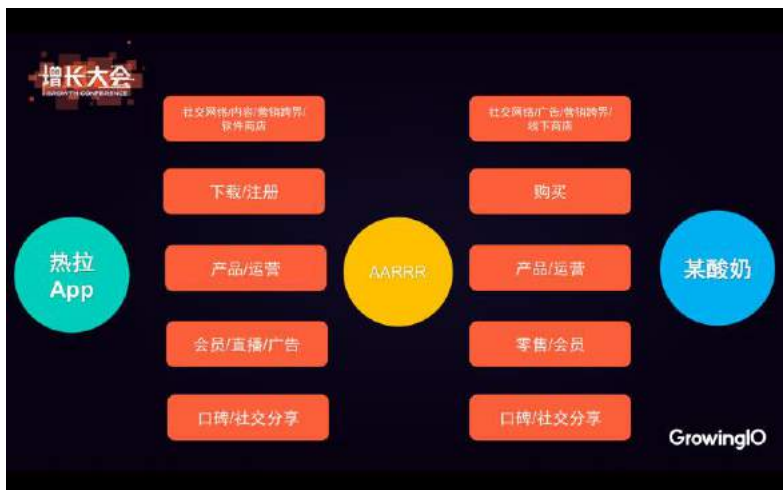 增长大会
GROWTH CONFERENCE
社交网络/内容/营销跨界/
软件商店
社交网络/广告/营销跨界/
线下商店
下载/注册
购买
热拉
App
产品/运营
AARRR
产品/运营
某酸奶
会员/直播/广告
零售/会员
口碑/社交分享
口碑/社交分享
GrowingIO